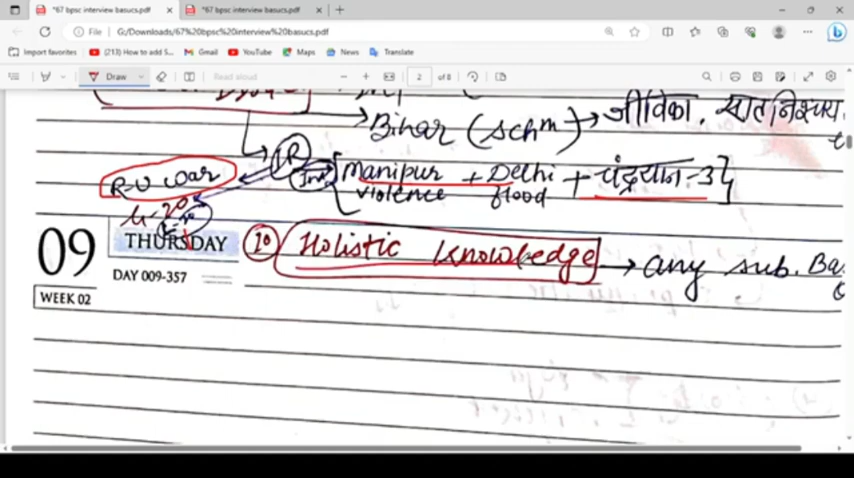 *67 bpsc interview basucs.pdf
*67 bpsc interview basucs.pdf
File G:/Downloads/67%20bpsc%20interview%20basucs.pdf
Import favorites (213) How to add S... Gmail YouTube Maps News Translate
Draw Read aloud 2 of 8
Bihar (schm) → जीविका, सात निश्चय
IR
R-U war Ind Manipur + Delhi + चंद्रयान-3
violence flood
G-20
09 THURSDAY 10 Holistic knowledge → any sub. Ba
DAY 009-357
WEEK 02